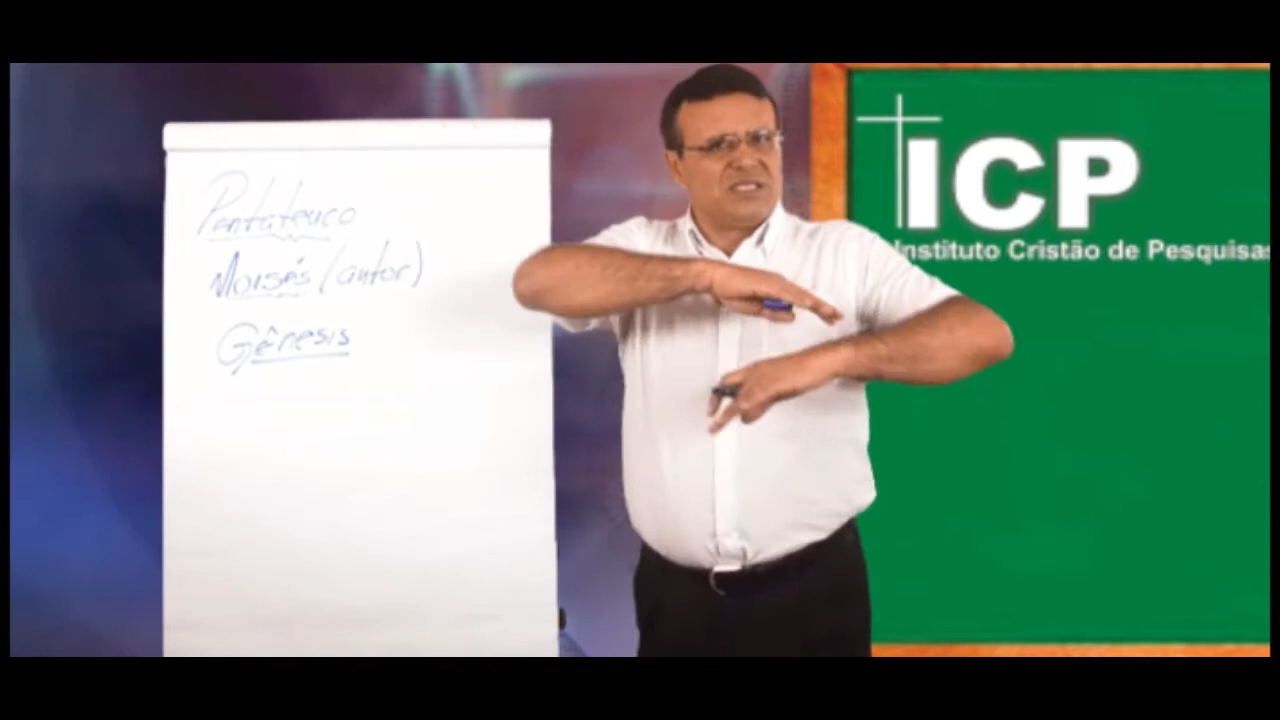 Pentateuco
Moisés (autor)
Gênesis
ICP
Instituto Cristão de Pesquisas